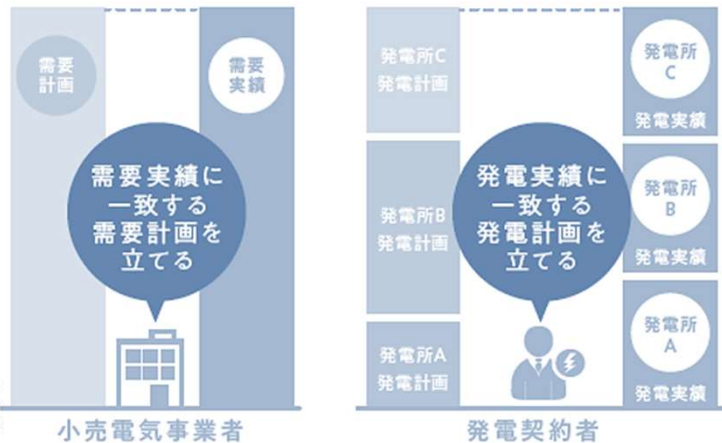 需要
計画
需要
実績
需要実績に
一致する
需要計画を
立てる
小売電気事業者
発電所C
発電計画
発電所B
発電計画
発電所A
発電計画
発電実績に
一致する
発電計画を
立てる
発電所
C
発電実績
発電所
B
発電実績
発電所
A
発電実績
発電契約者